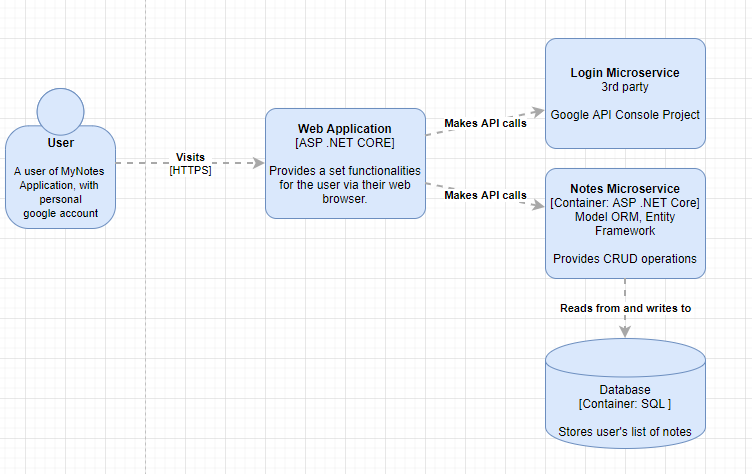 User
A user of MyNotes
Application, with
personal
google account
Visits
[HTTPS]
Web Application
[ASP .NET CORE]
Provides a set functionalities
for the user via their web
browser.
Makes API calls
Login Microservice
3rd party
Google API Console Project
Makes API calls
Notes Microservice
[Container: ASP .NET Core]
Model ORM, Entity
Framework
Provides CRUD operations
Reads from and writes to
Database
[Container: SQL ]
Stores user's list of notes